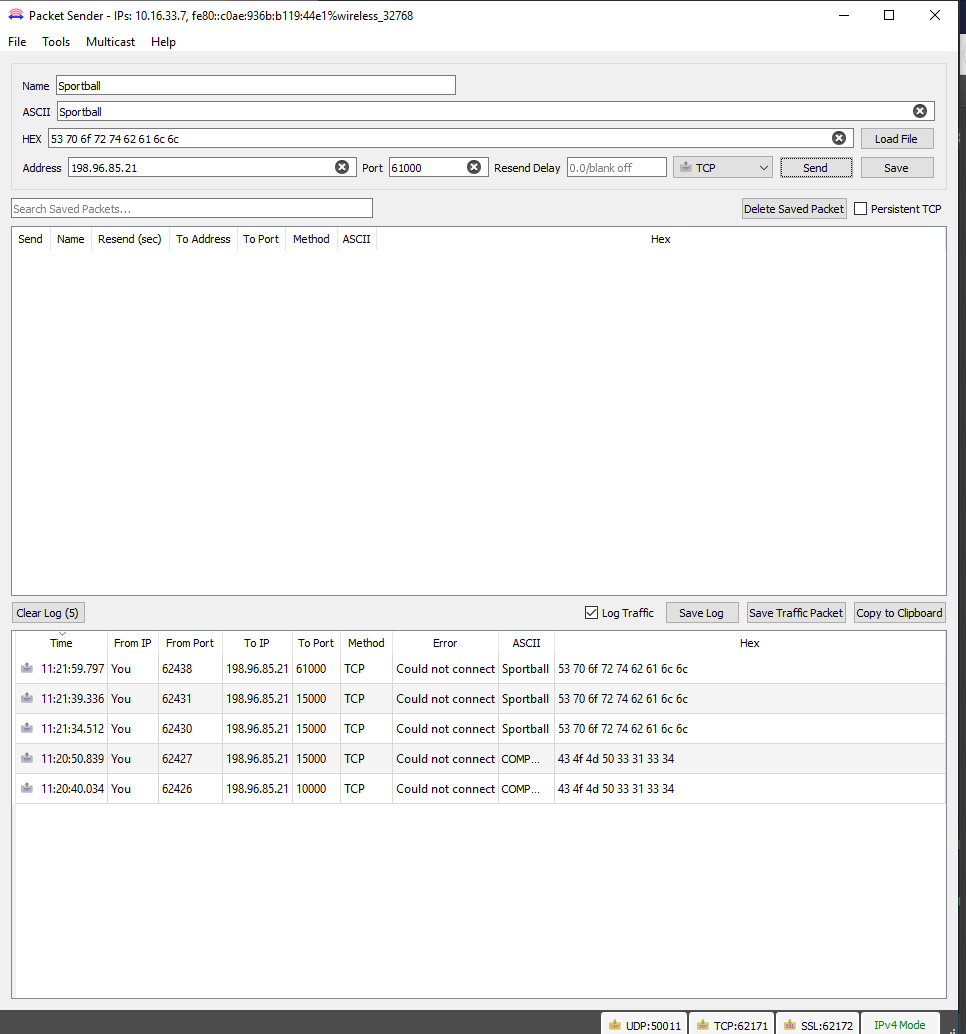 Packet Sender - IPs: 10.16.33.7, fe80::c0ae:936b:b119:44e1%wireless_32768
File Tools Multicast Help
Name Sportball
ASCII Sportball
HEX 53 70 6f 72 74 62 61 6c 6c Load File
Address 198.96.85.21 Port 61000 Resend Delay 0.0/blank off TCP Send Save
Search Saved Packets... Delete Saved Packet Persistent TCP
Send Name Resend (sec) To Address To Port Method ASCII Hex
Clear Log (5) Log Traffic Save Log Save Traffic Packet Copy to Clipboard
Time From IP From Port To IP To Port Method Error ASCII Hex
11:21:59.797 You 62438 198.96.85.21 61000 TCP Could not connect Sportball 53 70 6f 72 74 62 61 6c 6c
11:21:39.336 You 62431 198.96.85.21 15000 TCP Could not connect Sportball 53 70 6f 72 74 62 61 6c 6c
11:21:34.512 You 62430 198.96.85.21 15000 TCP Could not connect Sportball 53 70 6f 72 74 62 61 6c 6c
11:20:50.839 You 62427 198.96.85.21 15000 TCP Could not connect COMP... 43 4f 4d 50 33 31 33 34
11:20:40.034 You 62426 198.96.85.21 10000 TCP Could not connect COMP... 43 4f 4d 50 33 31 33 34
UDP:50011 TCP:62171 SSL:62172 IPv4 Mode